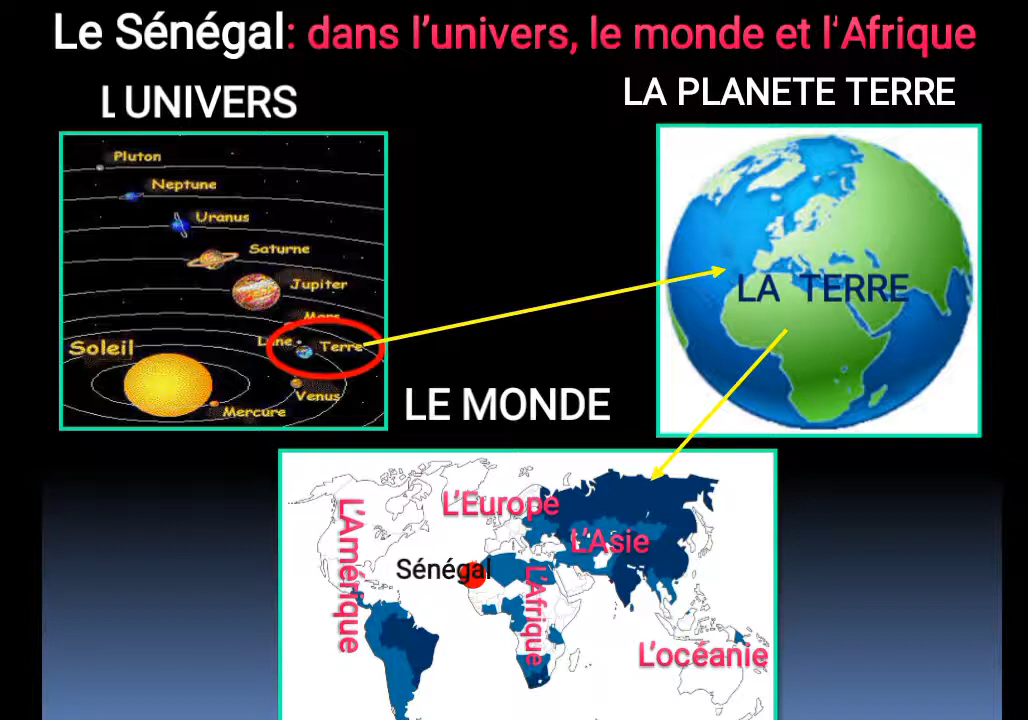 Le Sénégal: dans l'univers, le monde et l'Afrique
L UNIVERS
LA PLANETE TERRE
Pluton
Neptune
Uranus
Saturne
Jupiter
Mars
Lune
Terre
Soleil
Venus
Mercure
LA TERRE
LE MONDE
L'Amérique
L'Europe
L'Asie
Sénégal
L'Afrique
L'océanie